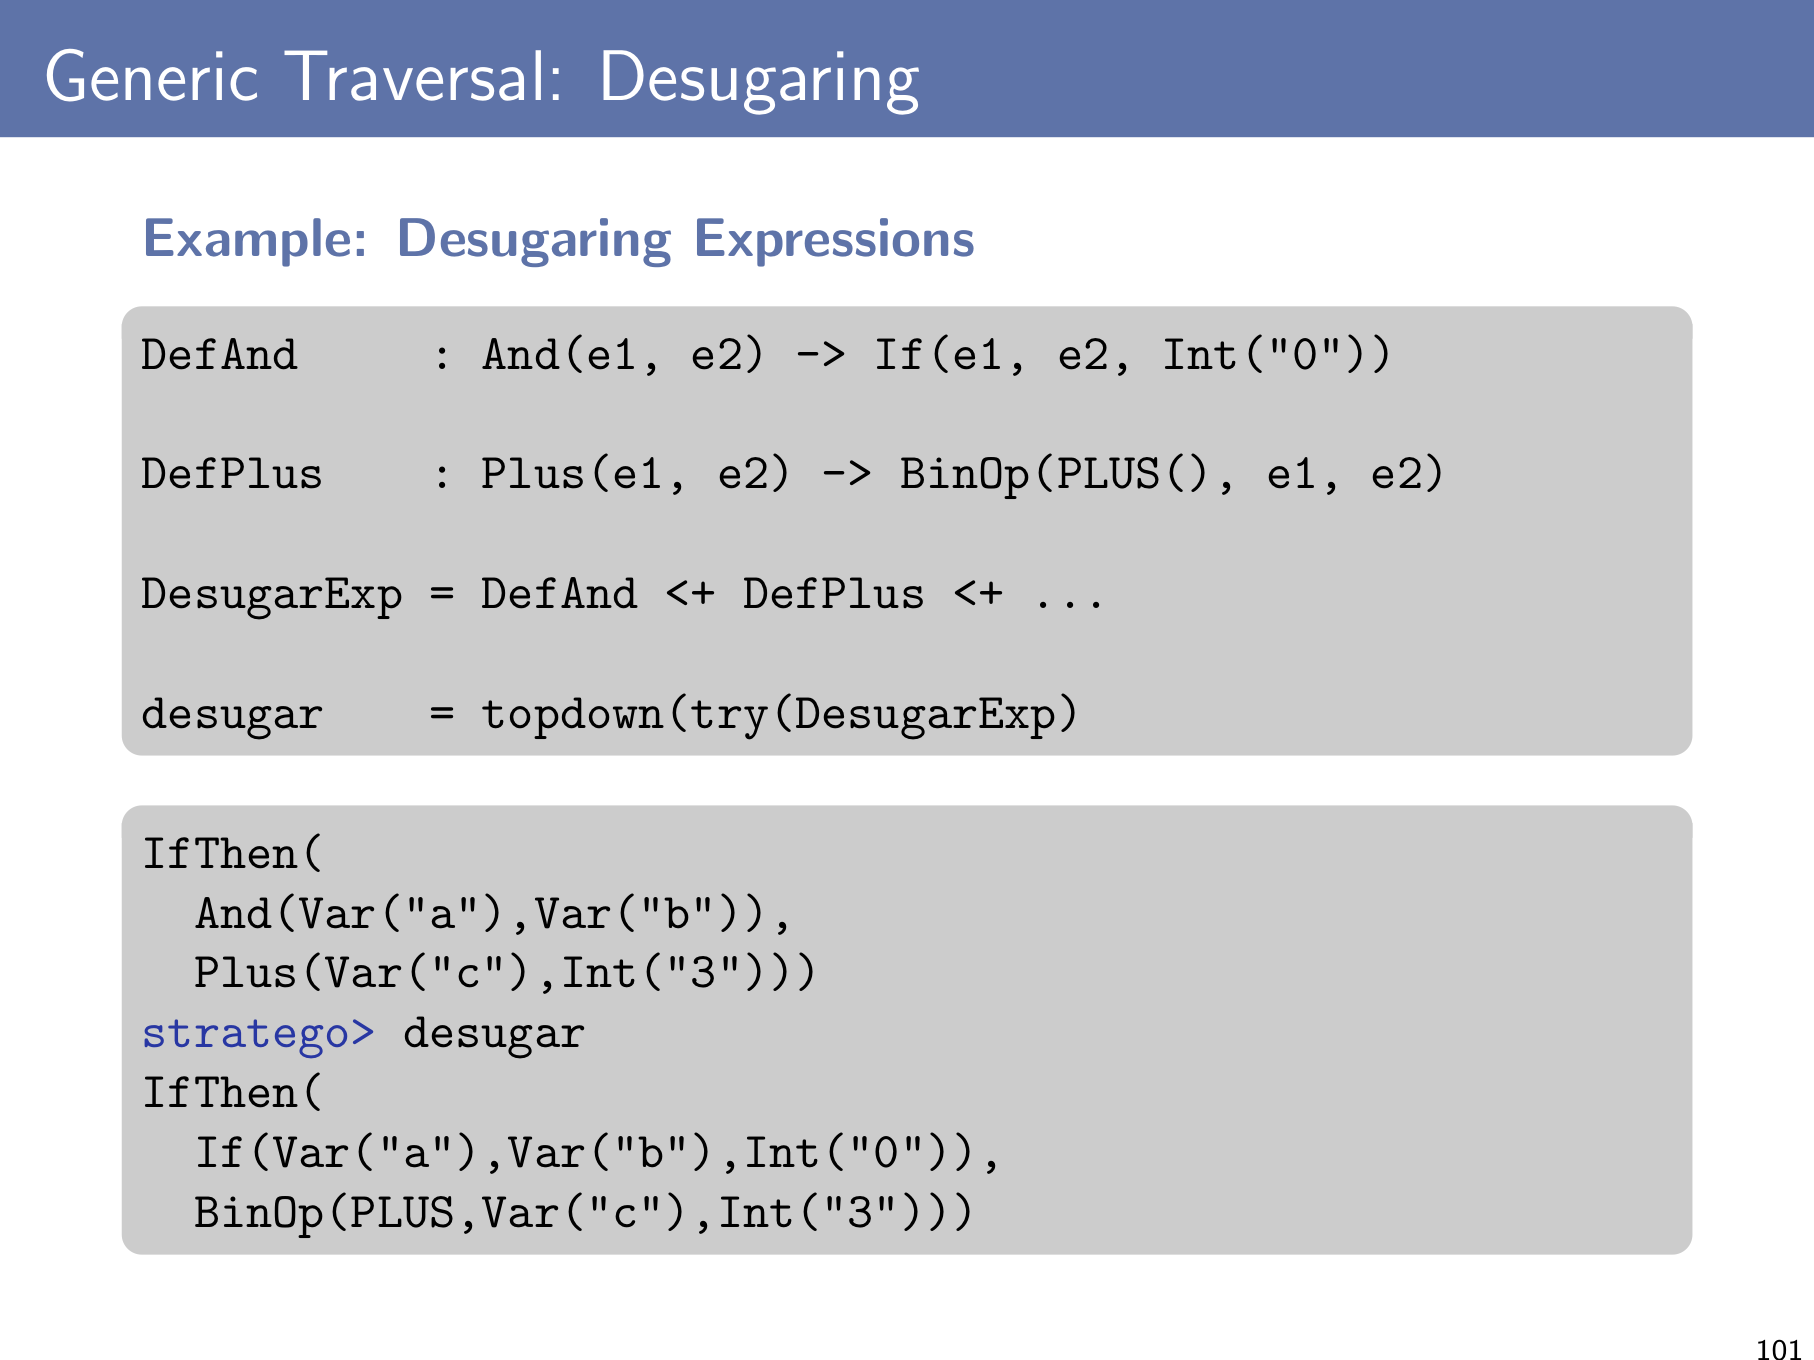 Generic Traversal: Desugaring
Example: Desugaring Expressions
DefAnd     : And(e1, e2) -> If(e1, e2, Int("0"))
DefPlus    : Plus(e1, e2) -> BinOp(PLUS(), e1, e2)
DesugarExp = DefAnd <+ DefPlus <+ ...
desugar    = topdown(try(DesugarExp)
IfThen(
  And(Var("a"),Var("b")),
  Plus(Var("c"),Int("3")))
stratego> desugar
IfThen(
  If(Var("a"),Var("b"),Int("0")),
  BinOp(PLUS,Var("c"),Int("3")))
101